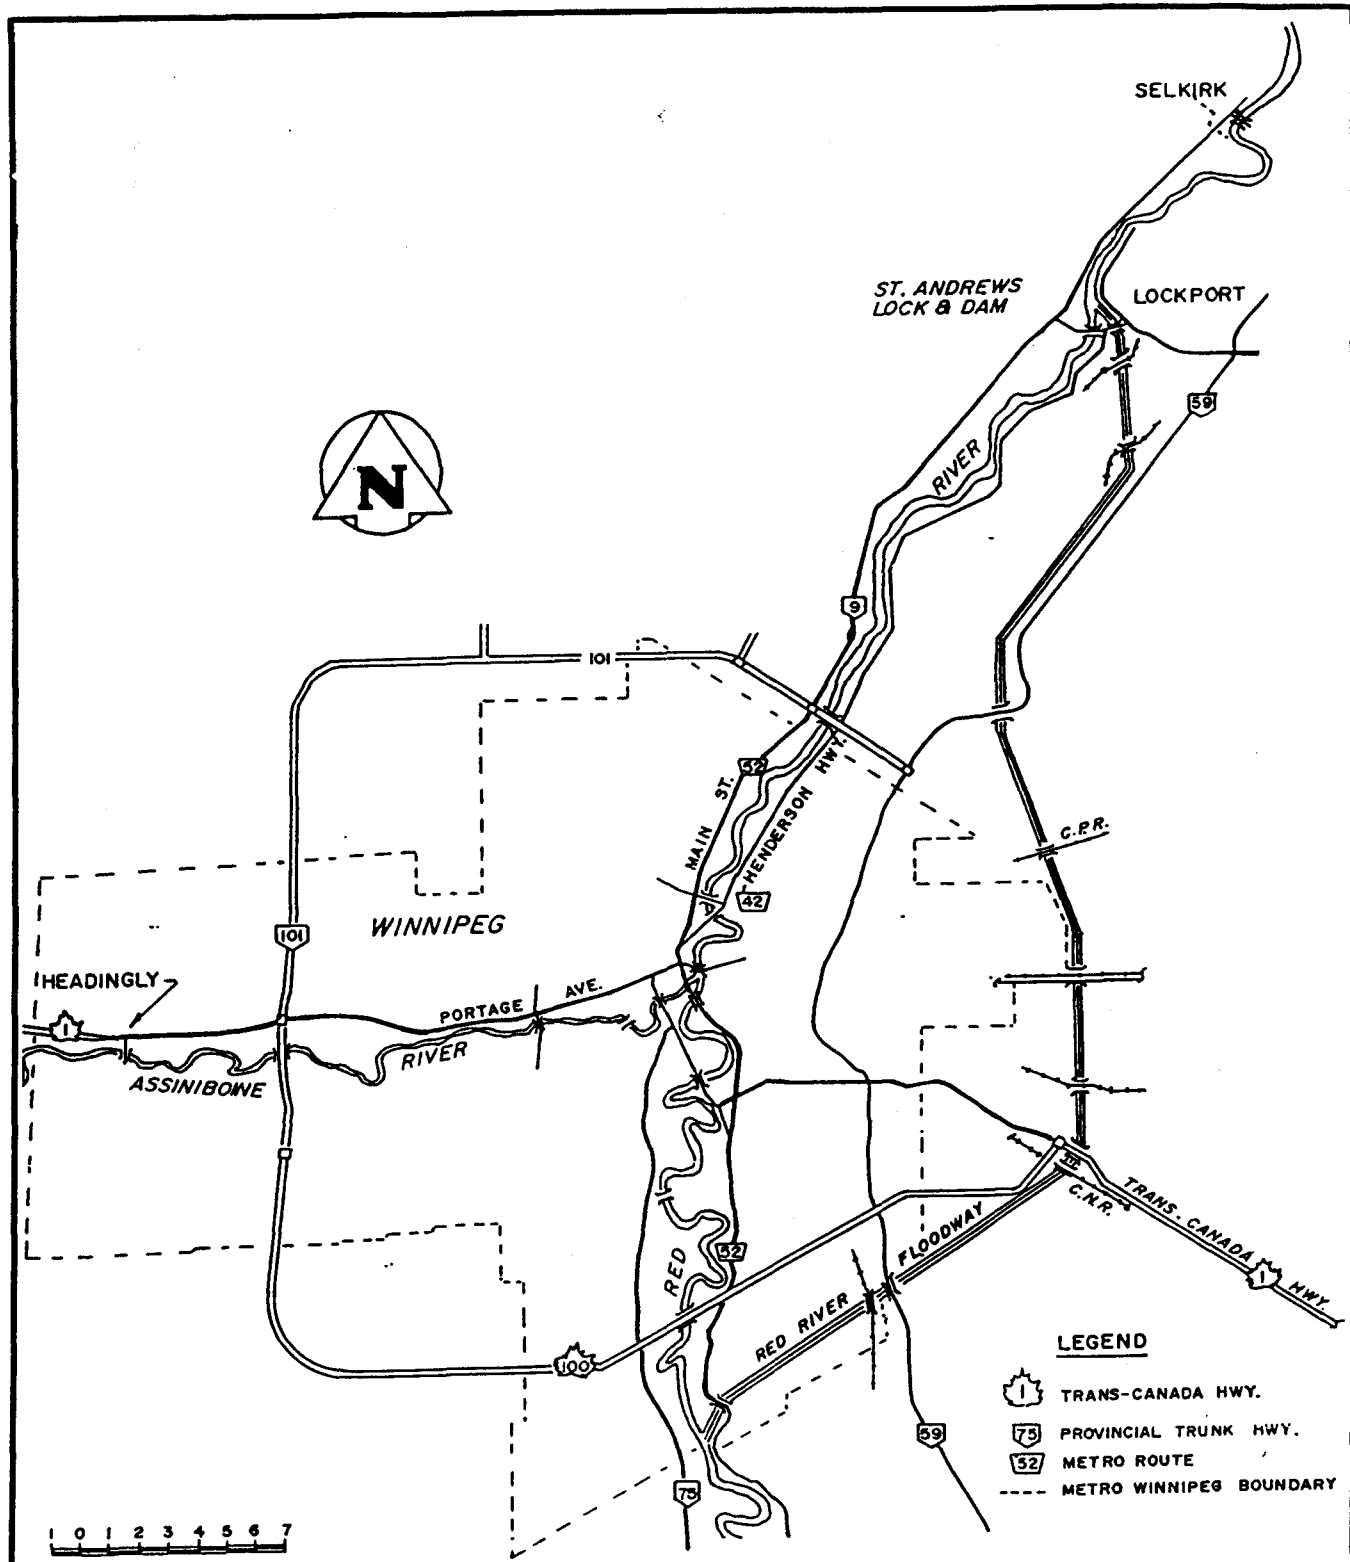 SELKIRK
ST. ANDREWS
LOCK & DAM
LOCKPORT
59
N
RIVER
9
101
52
MAIN ST.
HENDERSON HWY.
C.P.R.
42
WINNIPEG
101
HEADINGLY
1
PORTAGE AVE.
RIVER
ASSINIBOINE
TRANS-CANADA HWY.
C.N.R.
FLOODWAY
52
RED
1
RED RIVER
100
59
75
LEGEND
1 TRANS-CANADA HWY.
75 PROVINCIAL TRUNK HWY.
52 METRO ROUTE
METRO WINNIPEG BOUNDARY
1 0 1 2 3 4 5 6 7